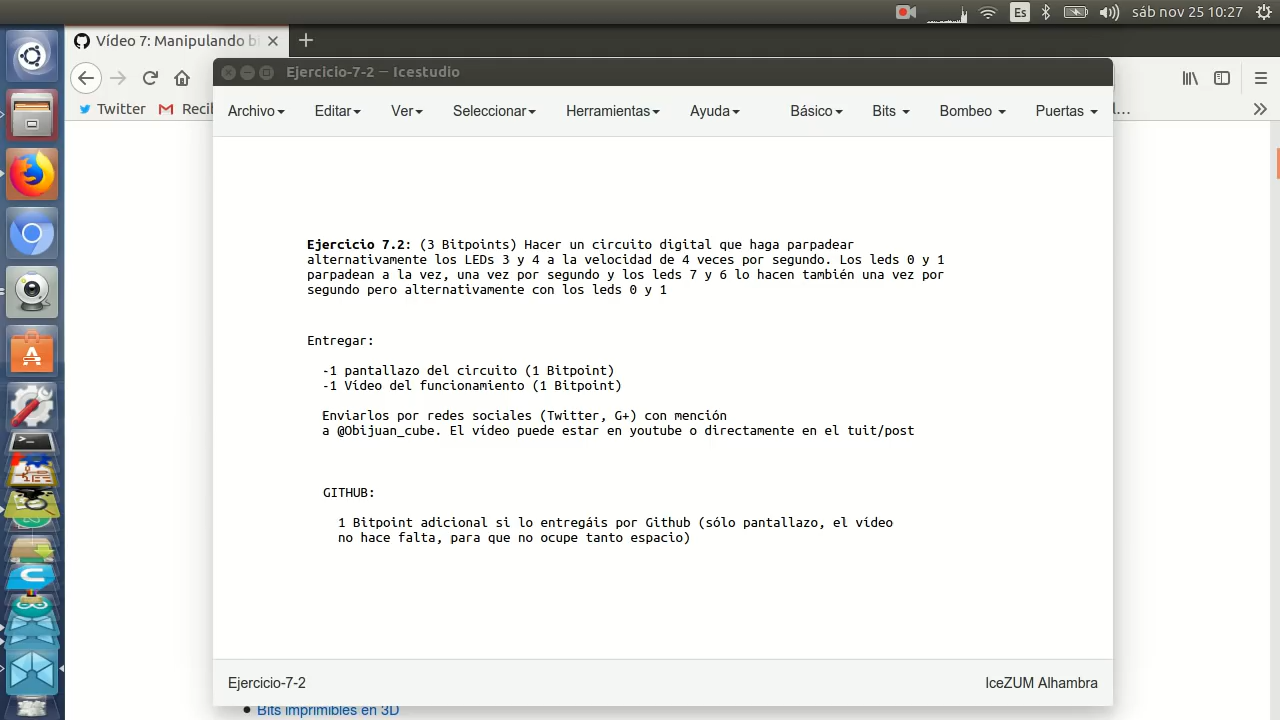 Es
sáb nov 25 10:27
Vídeo 7: Manipulando b
Ejercicio-7-2 — Icestudio
Twitter
Recib
Archivo Editar Ver Seleccionar Herramientas Ayuda Básico Bits Bombeo Puertas
Ejercicio 7.2: (3 Bitpoints) Hacer un circuito digital que haga parpadear
alternativamente los LEDs 3 y 4 a la velocidad de 4 veces por segundo. Los leds 0 y 1
parpadean a la vez, una vez por segundo y los leds 7 y 6 lo hacen también una vez por
segundo pero alternativamente con los leds 0 y 1
Entregar:
-1 pantallazo del circuito (1 Bitpoint)
-1 Vídeo del funcionamiento (1 Bitpoint)
Enviarlos por redes sociales (Twitter, G+) con mención
a @Obijuan_cube. El vídeo puede estar en youtube o directamente en el tuit/post
GITHUB:
1 Bitpoint adicional si lo entregáis por Github (sólo pantallazo, el vídeo
no hace falta, para que no ocupe tanto espacio)
Ejercicio-7-2
IceZUM Alhambra
Bits imprimibles en 3D